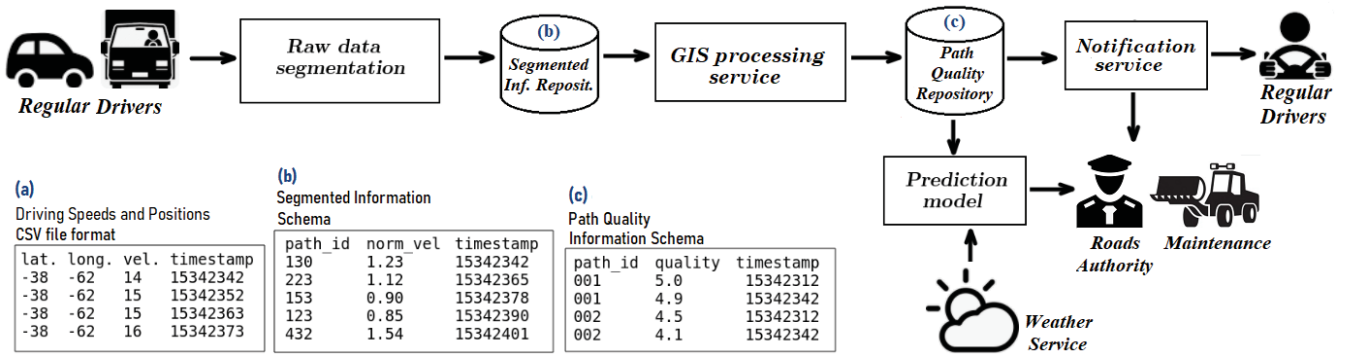 Regular Drivers
Raw data
segmentation
(b)
Segmented
Inf. Reposit.
GIS processing
service
(c)
Path
Quality
Repository
Notification
service
Regular
Drivers
Prediction
model
Roads
Authority
Maintenance
Weather
Service
(a)
Driving Speeds and Positions
CSV file format
lat. long. vel. timestamp
-38 -62 14 15342342
-38 -62 15 15342352
-38 -62 15 15342363
-38 -62 16 15342373
(b)
Segmented Information
Schema
path_id norm_vel timestamp
130 1.23 15342342
223 1.12 15342365
153 0.90 15342378
123 0.85 15342390
432 1.54 15342401
(c)
Path Quality
Information Schema
path_id quality timestamp
001 5.0 15342312
001 4.9 15342342
002 4.5 15342312
002 4.1 15342342